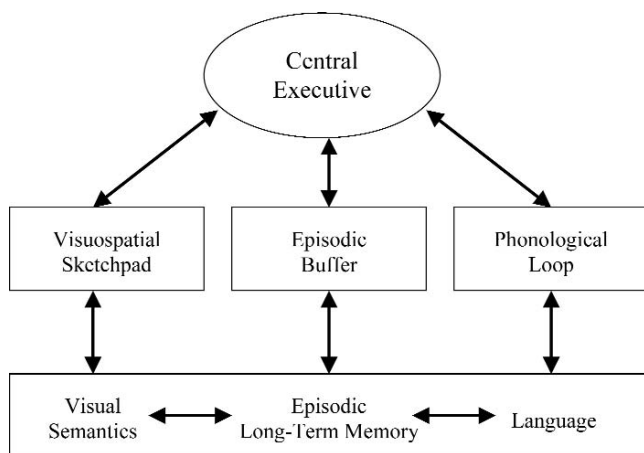 Central
Executive
Visuospatial
Sketchpad
Episodic
Buffer
Phonological
Loop
Visual
Semantics
Episodic
Long-Term Memory
Language